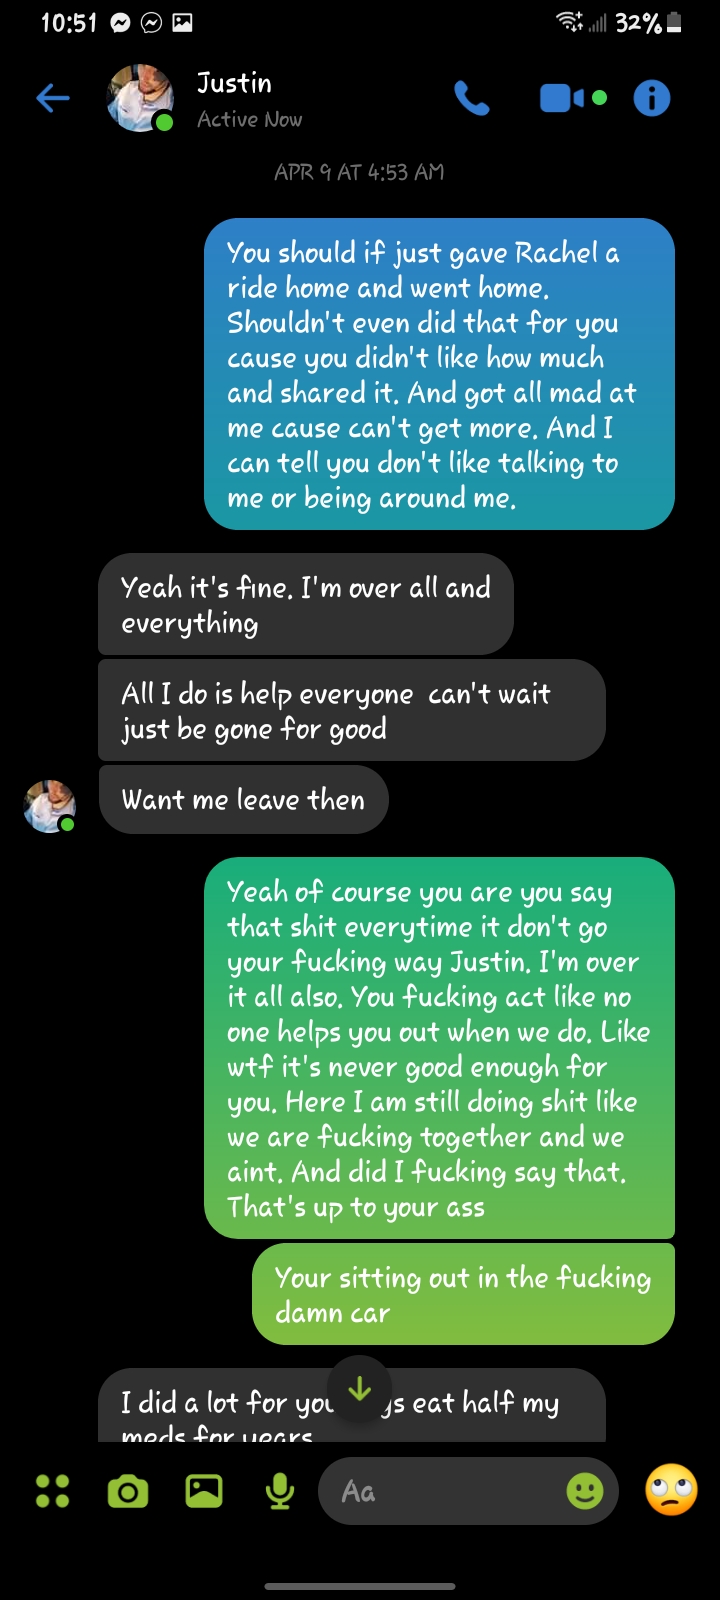 10:51
32%
Justin
Active Now
APR 9 AT 4:53 AM
You should if just gave Rachel a
ride home and went home.
Shouldn't even did that for you
cause you didn't like how much
and shared it. And got all mad at
me cause can't get more. And I
can tell you don't like talking to
me or being around me.
Yeah it's fine. I'm over all and
everything
All I do is help everyone can't wait
just be gone for good
Want me leave then
Yeah of course you are you say
that shit everytime it don't go
your fucking way Justin. I'm over
it all also. You fucking act like no
one helps you out when we do. Like
wtf it's never good enough for
you. Here I am still doing shit like
we are fucking together and we
aint. And did I fucking say that.
That's up to your ass
Your sitting out in the fucking
damn car
I did a lot for eat half my
meds for years
Aa